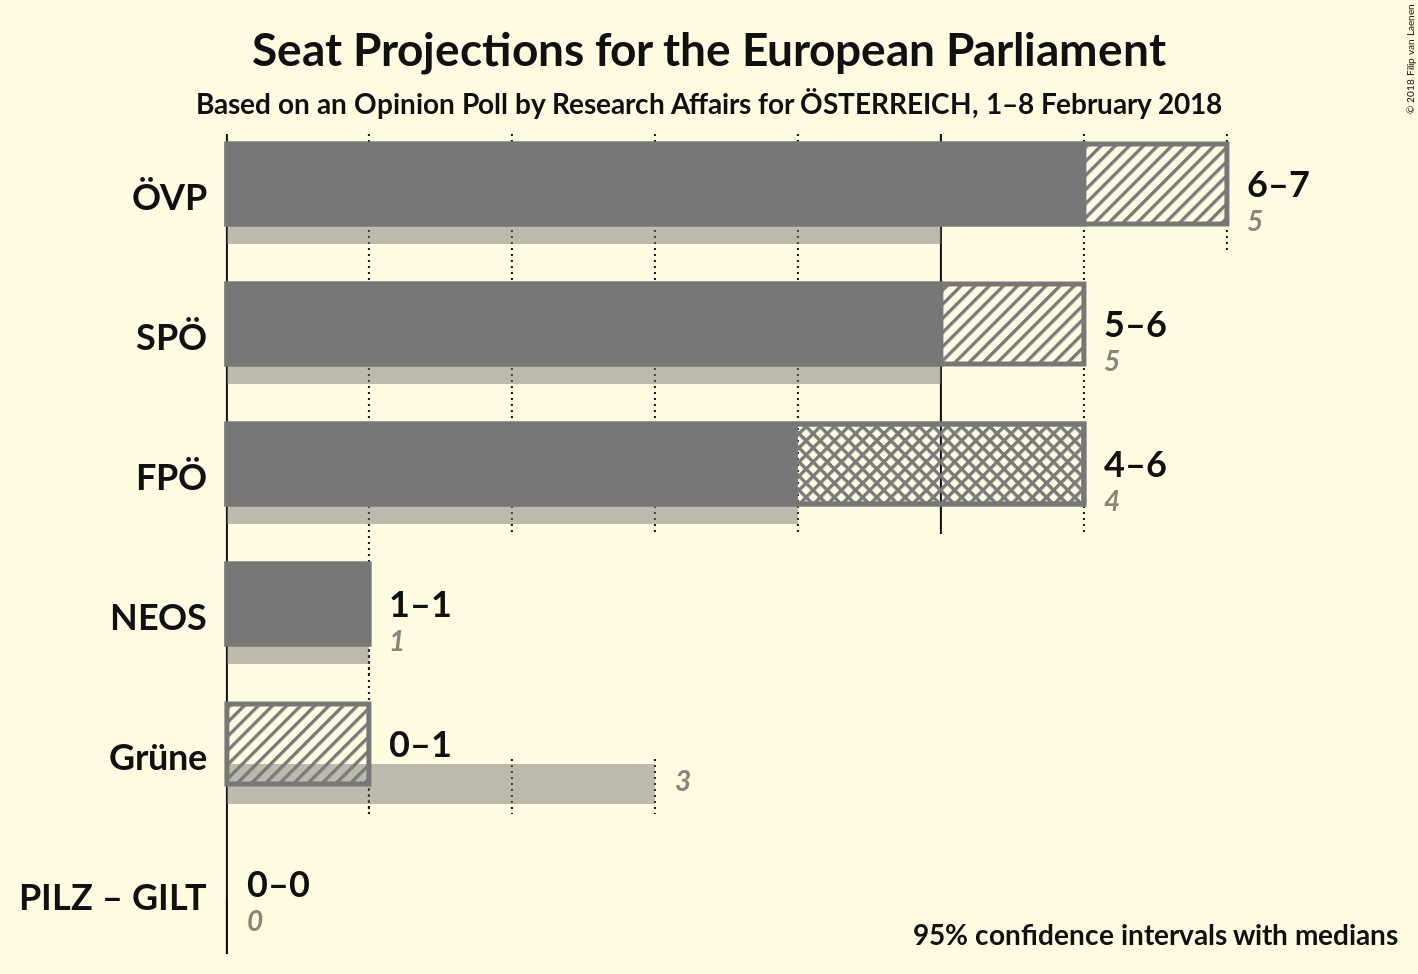 Seat Projections for the European Parliament
Based on an Opinion Poll by Research Affairs for ÖSTERREICH, 1–8 February 2018
© 2018 Filip van Laenen
ÖVP
6–7
5
SPÖ
5–6
5
FPÖ
4–6
4
NEOS
1–1
1
Grüne
0–1
3
PILZ – GILT
0–0
0
95% confidence intervals with medians